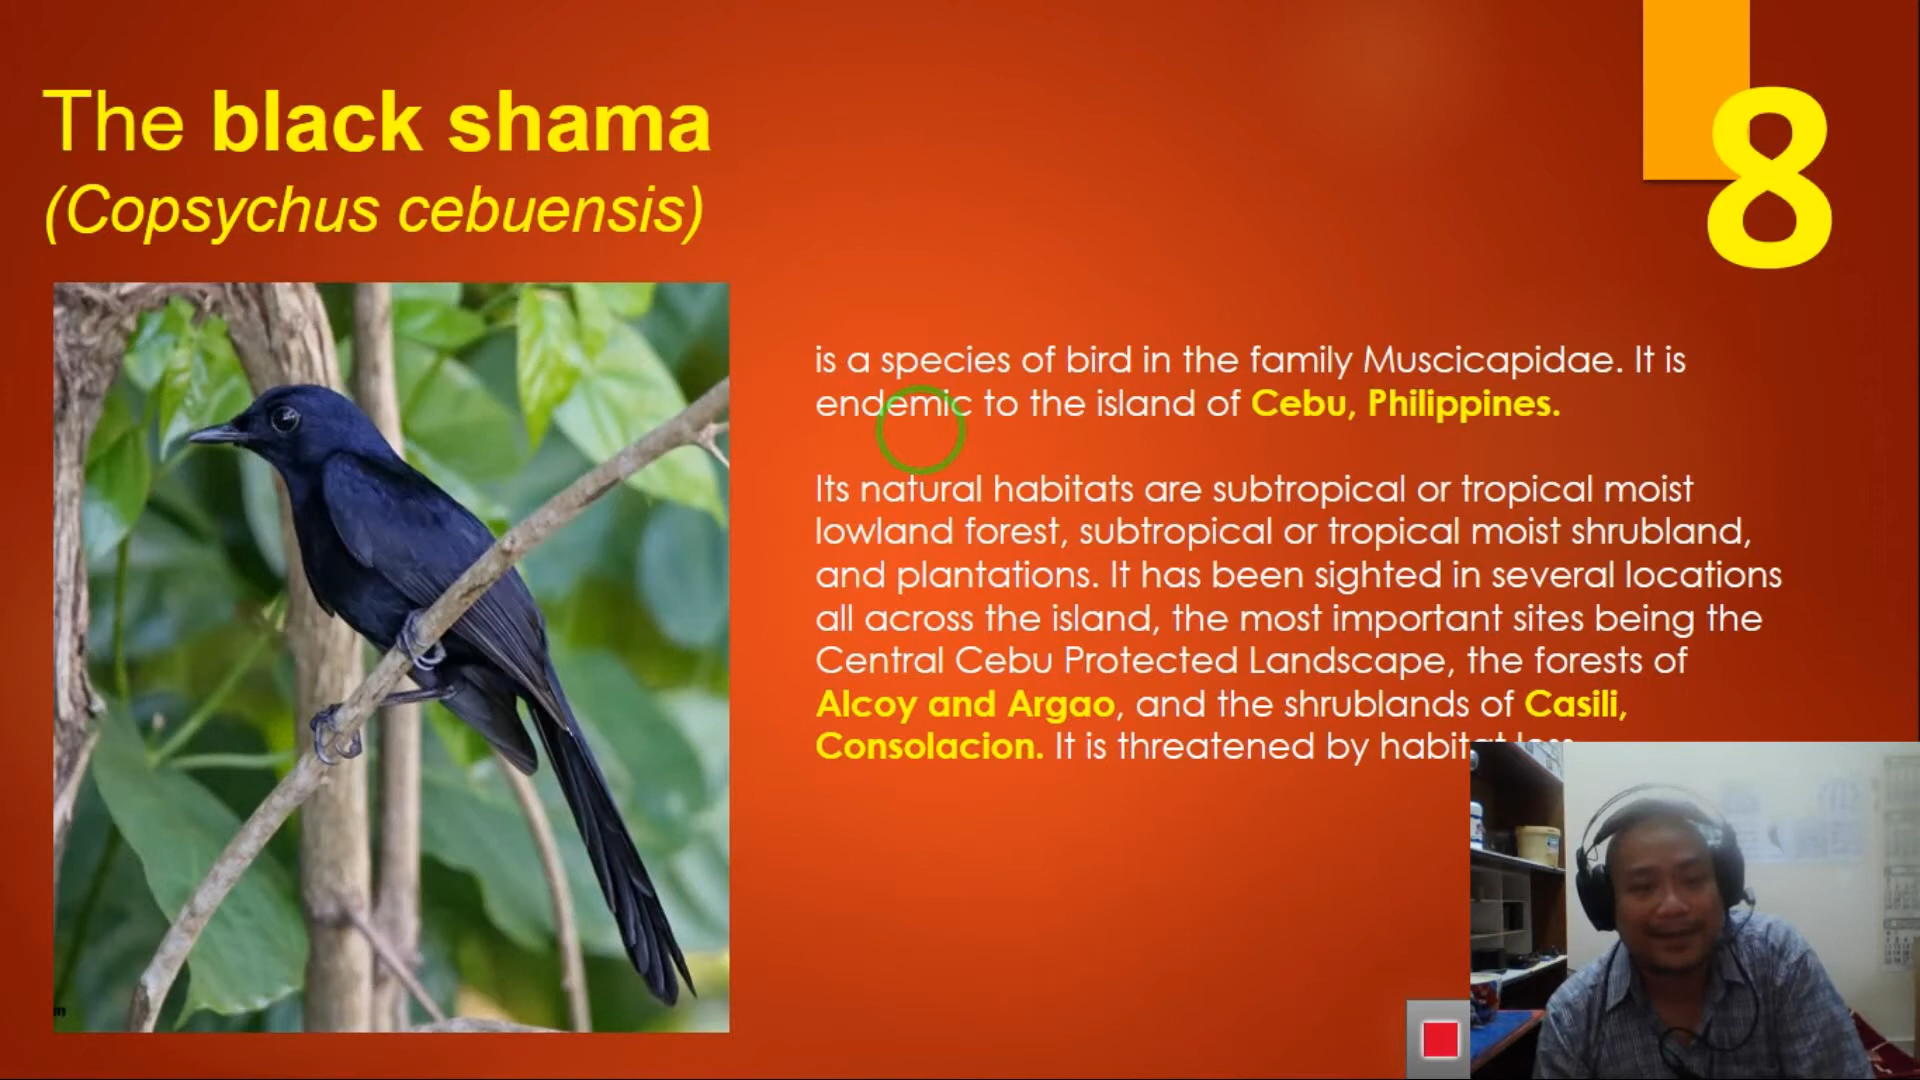 The black shama
(Copsychus cebuensis)
8
is a species of bird in the family Muscicapidae. It is
endemic to the island of Cebu, Philippines.
Its natural habitats are subtropical or tropical moist
lowland forest, subtropical or tropical moist shrubland,
and plantations. It has been sighted in several locations
all across the island, the most important sites being the
Central Cebu Protected Landscape, the forests of
Alcoy and Argao, and the shrublands of Casili,
Consolacion. It is threatened by habitat loss